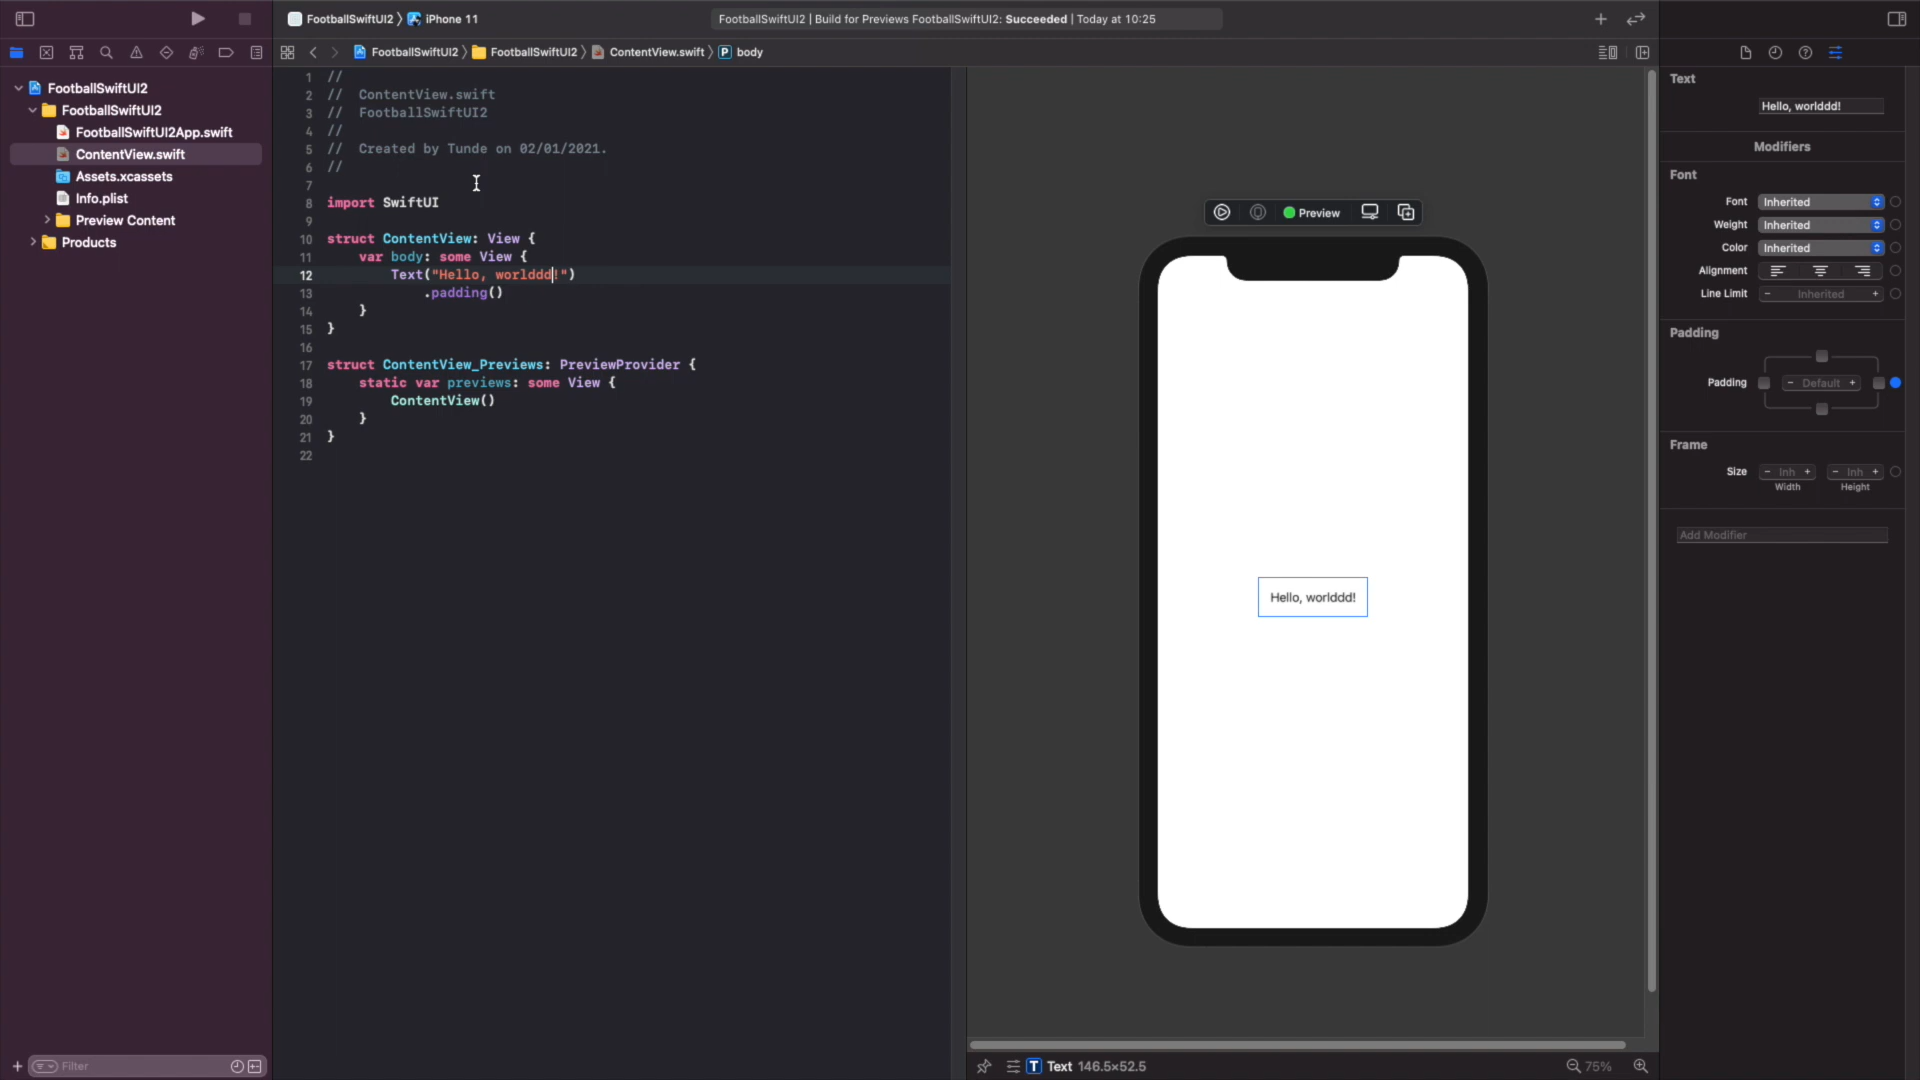 FootballSwiftUI2 〉 iPhone 11
FootballSwiftUI2 | Build for Previews FootballSwiftUI2: Succeeded | Today at 10:25
FootballSwiftUI2 〉 FootballSwiftUI2 〉 ContentView.swift 〉 P body
FootballSwiftUI2
FootballSwiftUI2
FootballSwiftUI2App.swift
ContentView.swift
Assets.xcassets
Info.plist
Preview Content
Products
Filter
1 //
2 //  ContentView.swift
3 //  FootballSwiftUI2
4 //
5 //  Created by Tunde on 02/01/2021.
6 //
7
8 import SwiftUI
9
10 struct ContentView: View {
11     var body: some View {
12         Text("Hello, worlddd!")
13             .padding()
14     }
15 }
16
17 struct ContentView_Previews: PreviewProvider {
18     static var previews: some View {
19         ContentView()
20     }
21 }
22
Preview
Hello, worlddd!
T Text 146.5×52.5
75%
Text
Hello, worlddd!
Modifiers
Font
Font Inherited
Weight Inherited
Color Inherited
Alignment
Line Limit − Inherited +
Padding
Padding − Default +
Frame
Size − Inh + − Inh +
Width Height
Add Modifier